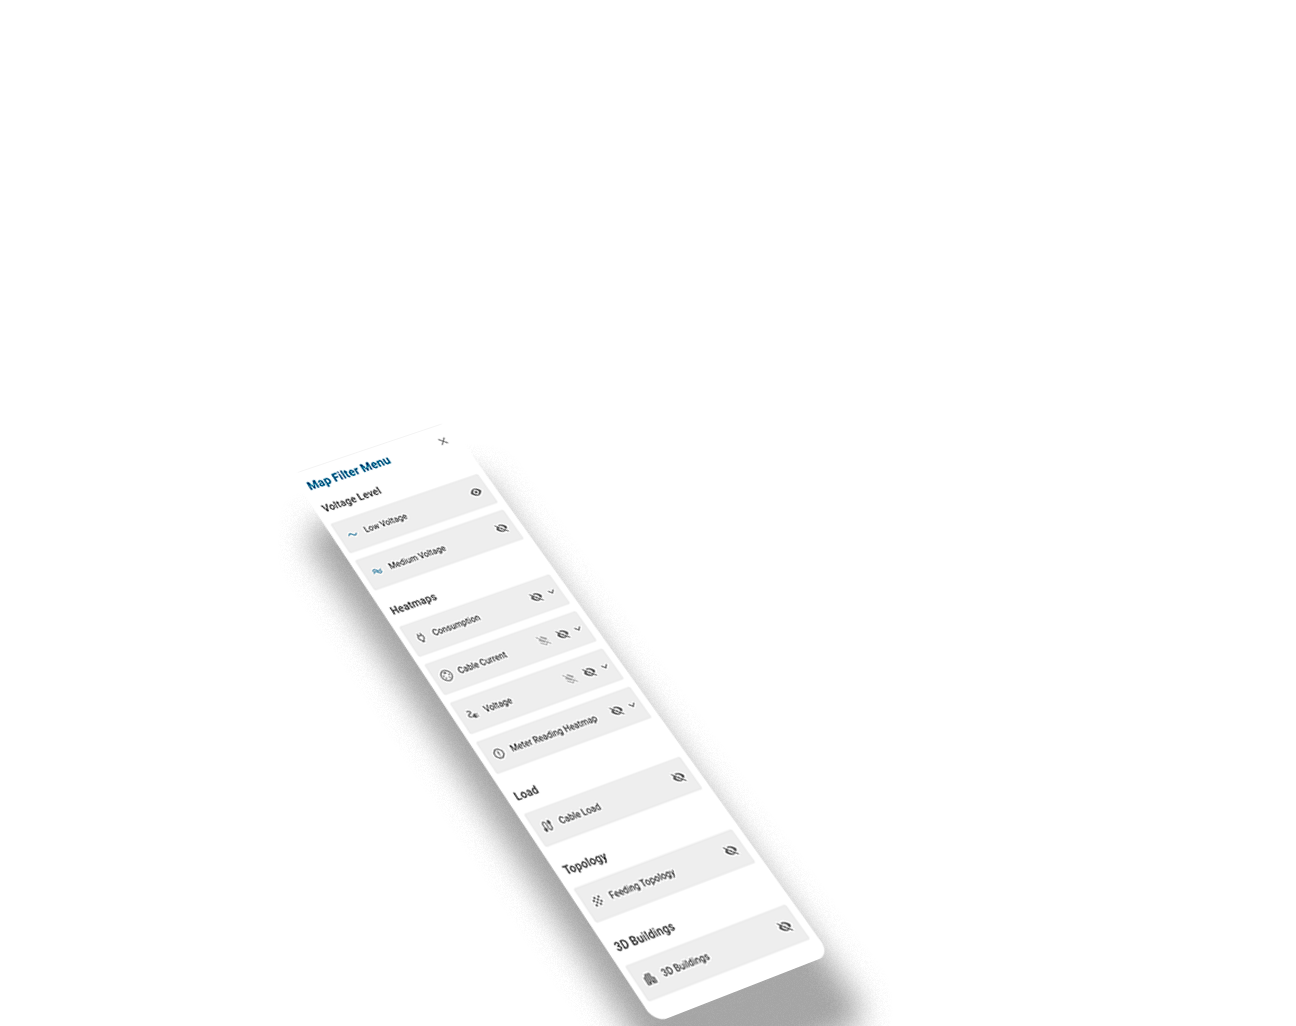 Map Filter Menu
Voltage Level
Low Voltage
Medium Voltage
Heatmaps
Consumption
Cable Current
Voltage
Meter Reading Heatmap
Load
Cable Load
Topology
Feeding Topology
3D Buildings
3D Buildings